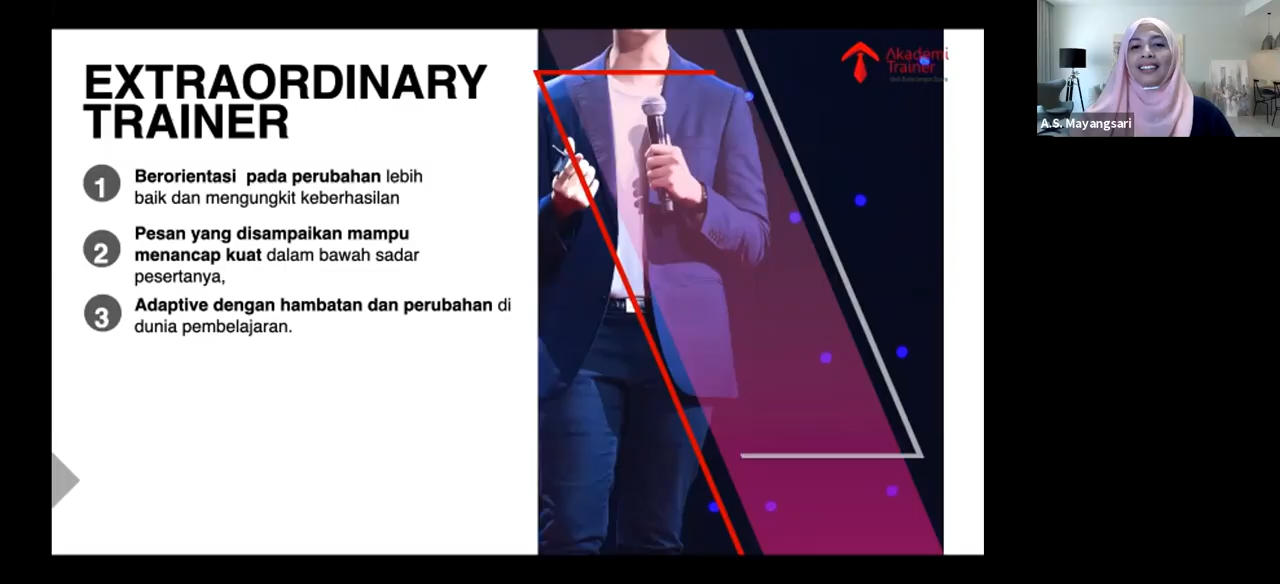 EXTRAORDINARY
TRAINER
1
Berorientasi pada perubahan lebih
baik dan mengungkit keberhasilan
2
Pesan yang disampaikan mampu
menancap kuat dalam bawah sadar
pesertanya,
3
Adaptive dengan hambatan dan perubahan di
dunia pembelajaran.
Akademi
Trainer
A.S. Mayangsari